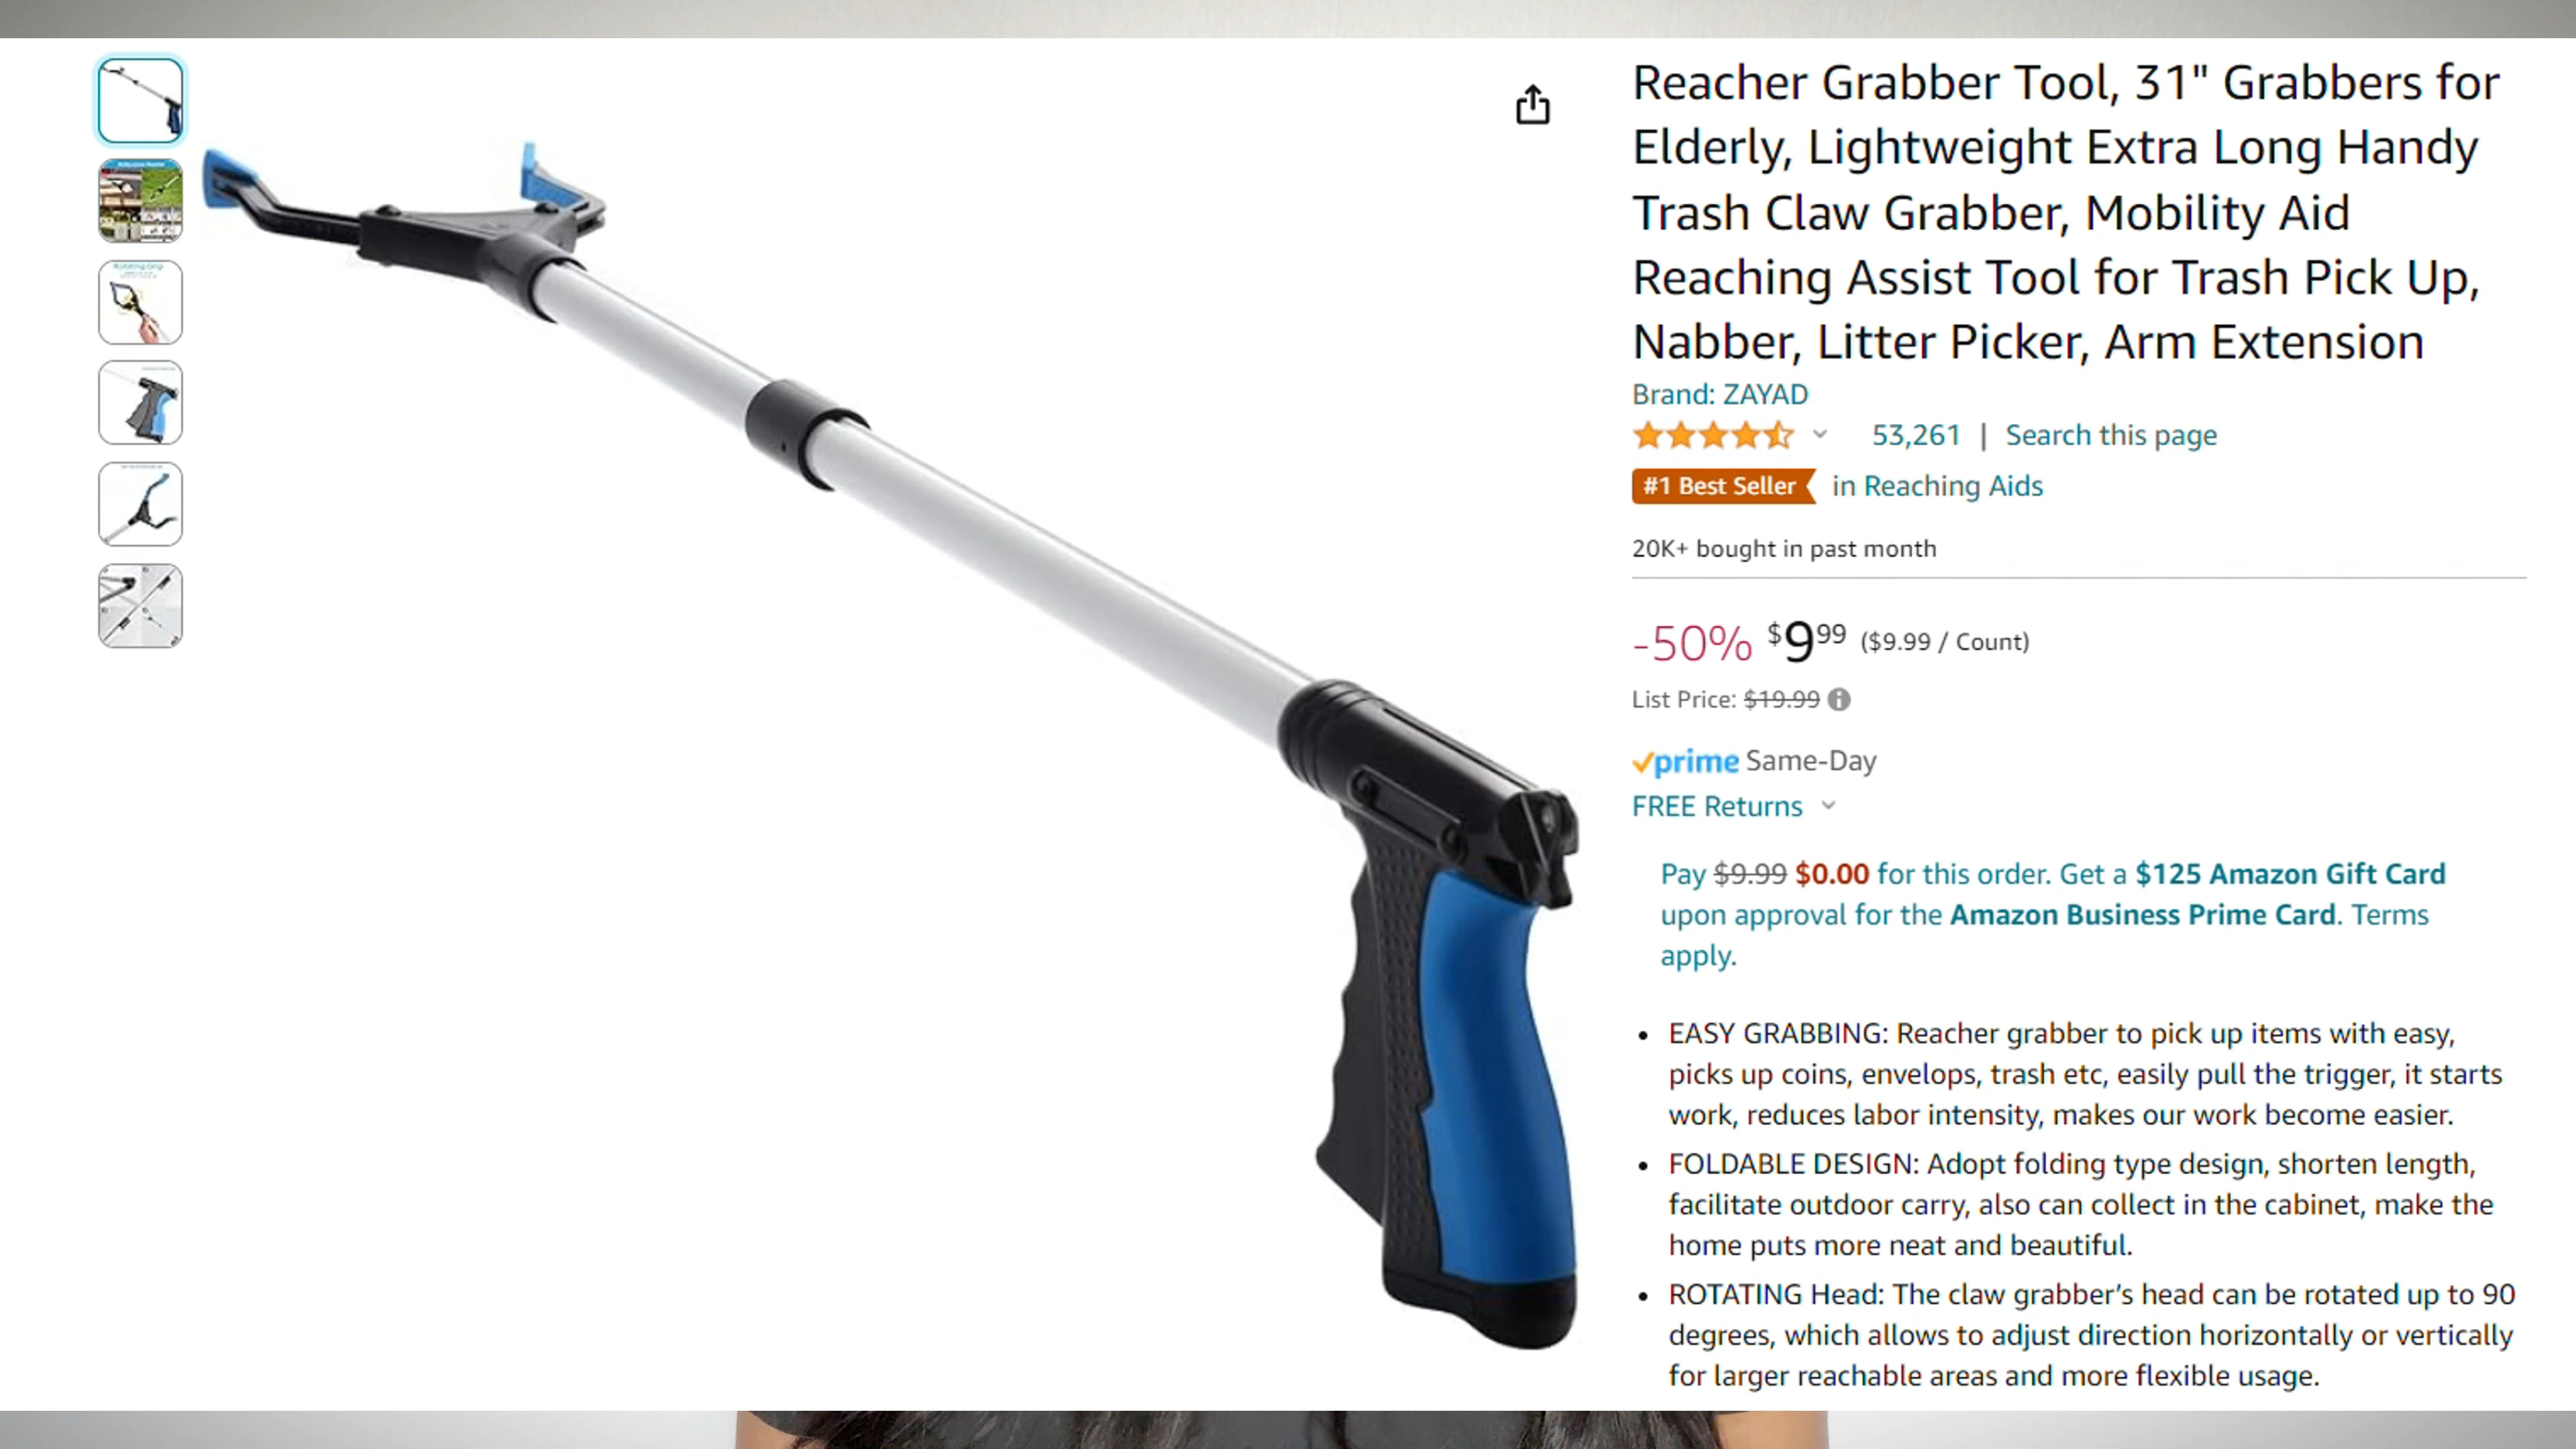 Reacher Grabber Tool, 31" Grabbers for
Elderly, Lightweight Extra Long Handy
Trash Claw Grabber, Mobility Aid
Reaching Assist Tool for Trash Pick Up,
Nabber, Litter Picker, Arm Extension
Brand: ZAYAD
53,261 | Search this page
#1 Best Seller in Reaching Aids
20K+ bought in past month
-50% $999 ($9.99 / Count)
List Price: $19.99
prime Same-Day
FREE Returns
Pay $9.99 $0.00 for this order. Get a $125 Amazon Gift Card
upon approval for the Amazon Business Prime Card. Terms
apply.
• EASY GRABBING: Reacher grabber to pick up items with easy,
picks up coins, envelops, trash etc, easily pull the trigger, it starts
work, reduces labor intensity, makes our work become easier.
• FOLDABLE DESIGN: Adopt folding type design, shorten length,
facilitate outdoor carry, also can collect in the cabinet, make the
home puts more neat and beautiful.
• ROTATING Head: The claw grabber's head can be rotated up to 90
degrees, which allows to adjust direction horizontally or vertically
for larger reachable areas and more flexible usage.